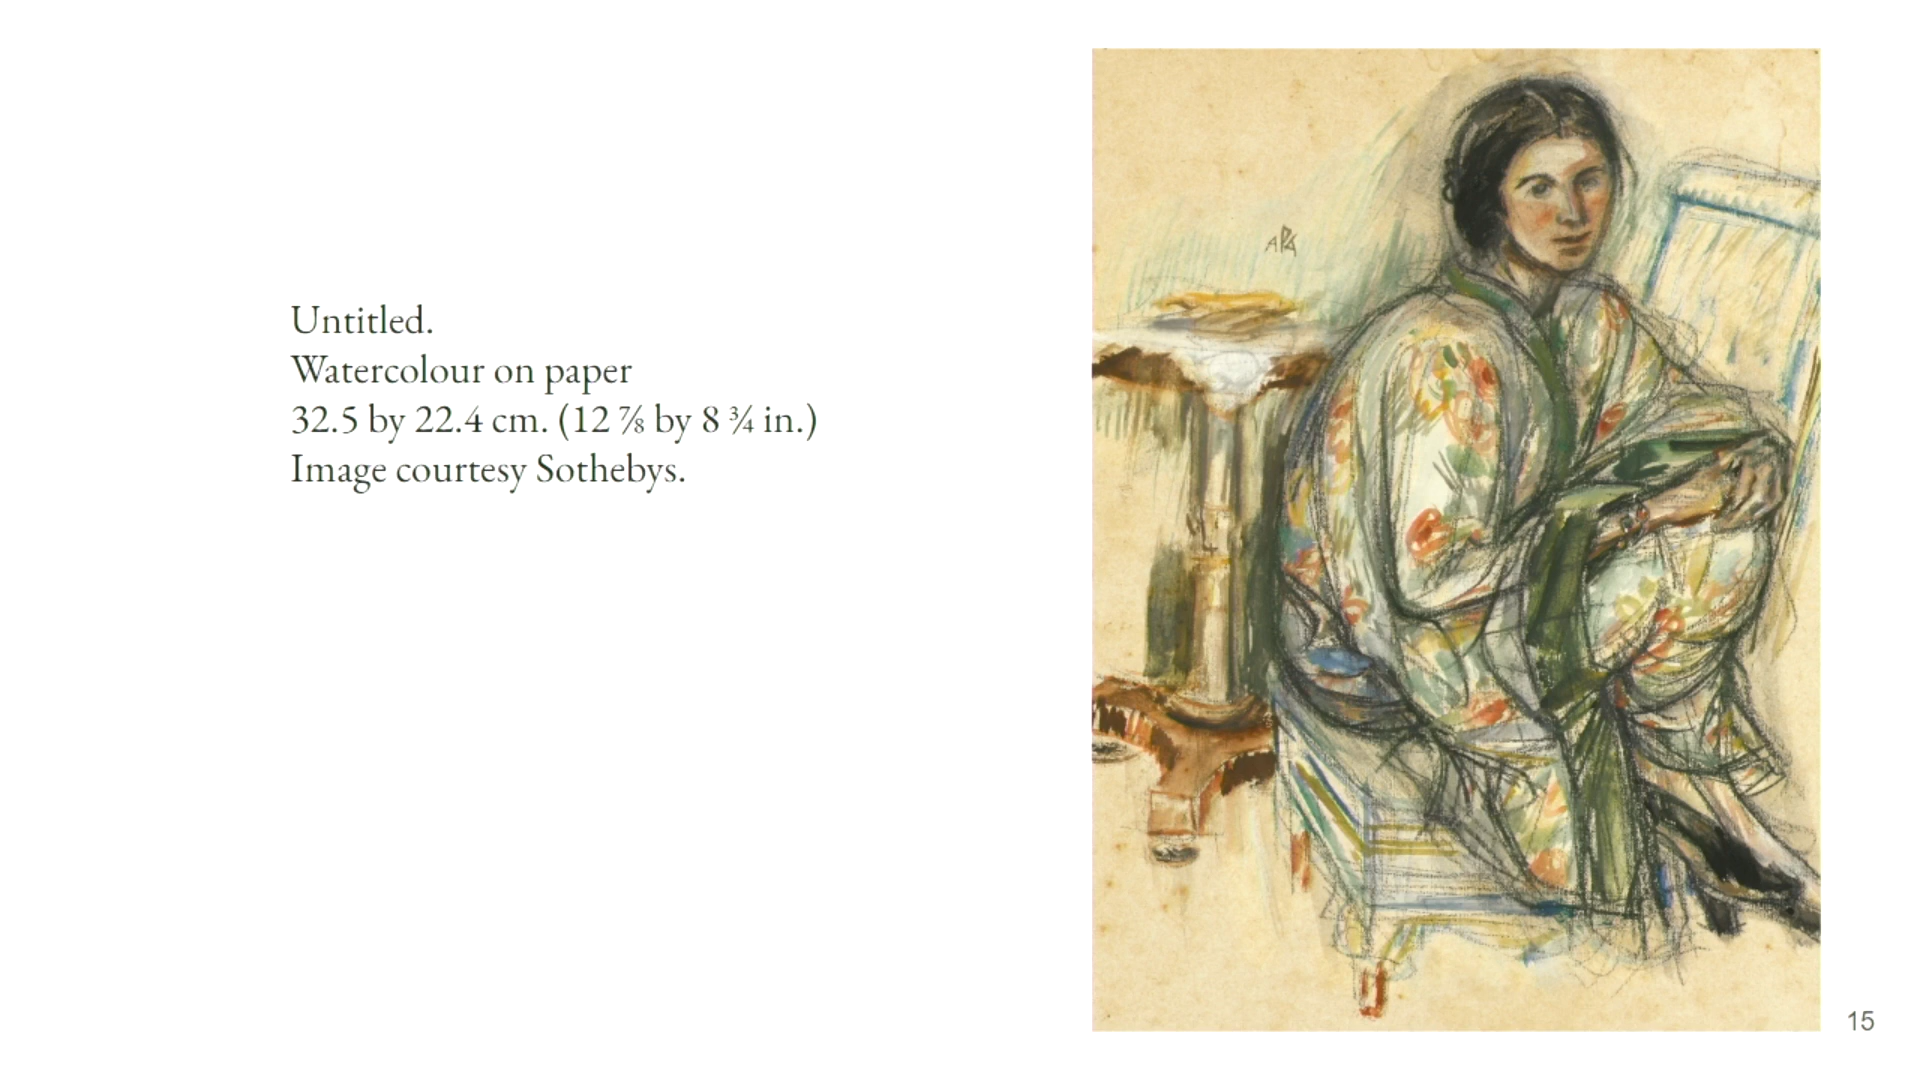 Untitled.
Watercolour on paper
32.5 by 22.4 cm. (12 ⅞ by 8 ¾ in.)
Image courtesy Sothebys.
15